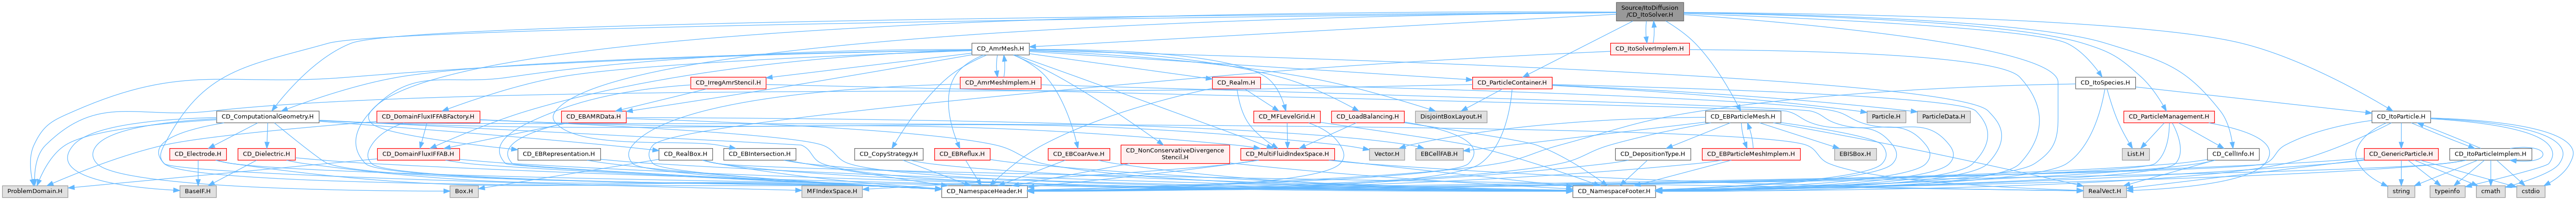 Source/ItoDiffusion
/CD_ItoSolver.H
CD_AmrMesh.H
CD_ItoSolverImplem.H
CD_IrregAmrStencil.H
CD_AmrMeshImplem.H
CD_Realm.H
CD_ParticleContainer.H
CD_ItoSpecies.H
CD_ComputationalGeometry.H
CD_DomainFluxIFFABFactory.H
CD_EBAMRData.H
CD_MFLevelGrid.H
CD_LoadBalancing.H
DisjointBoxLayout.H
CD_EBParticleMesh.H
Particle.H
ParticleData.H
CD_ParticleManagement.H
CD_ItoParticle.H
CD_Electrode.H
CD_Dielectric.H
CD_DomainFluxIFFAB.H
CD_EBRepresentation.H
CD_RealBox.H
CD_EBIntersection.H
CD_CopyStrategy.H
CD_EBReflux.H
CD_EBCoarAve.H
CD_NonConservativeDivergence
Stencil.H
CD_MultiFluidIndexSpace.H
Vector.H
EBCellFAB.H
CD_DepositionType.H
CD_EBParticleMeshImplem.H
EBISBox.H
List.H
CD_CellInfo.H
CD_GenericParticle.H
CD_ItoParticleImplem.H
ProblemDomain.H
BaseIF.H
Box.H
MFIndexSpace.H
CD_NamespaceHeader.H
CD_NamespaceFooter.H
RealVect.H
string
typeinfo
cmath
cstdio